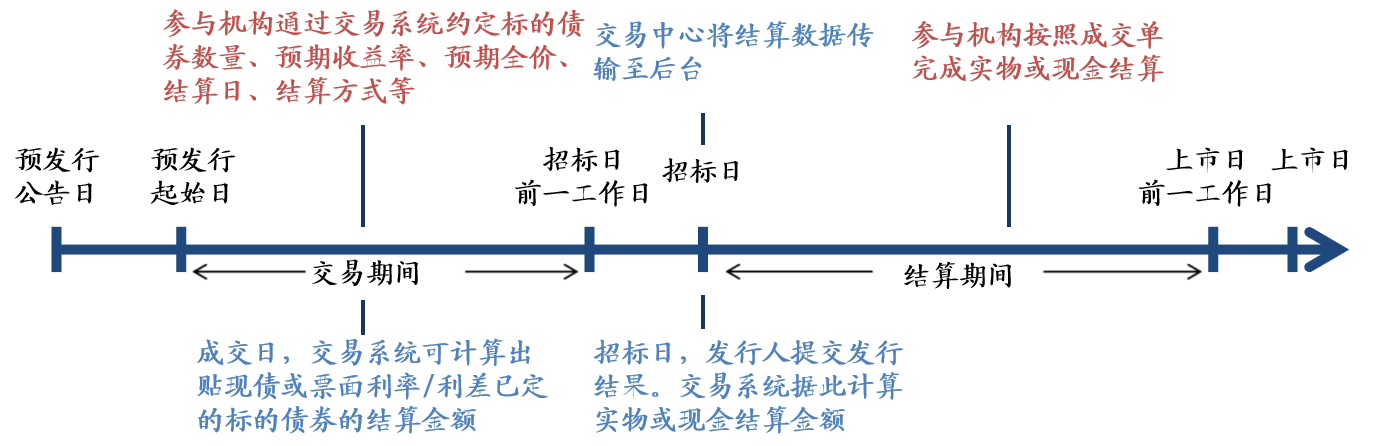 参与机构通过交易系统约定标的债
券数量、预期收益率、预期全价、
结算日、结算方式等
交易中心将结算数据传
输至后台
参与机构按照成交单
完成实物或现金结算
预发行
公告日
预发行
起始日
招标日
前一工作日
招标日
上市日
前一工作日
上市日
交易期间
结算期间
成交日，交易系统可计算出
贴现债或票面利率/利差已定
的标的债券的结算金额
招标日，发行人提交发行
结果。交易系统据此计算
实物或现金结算金额